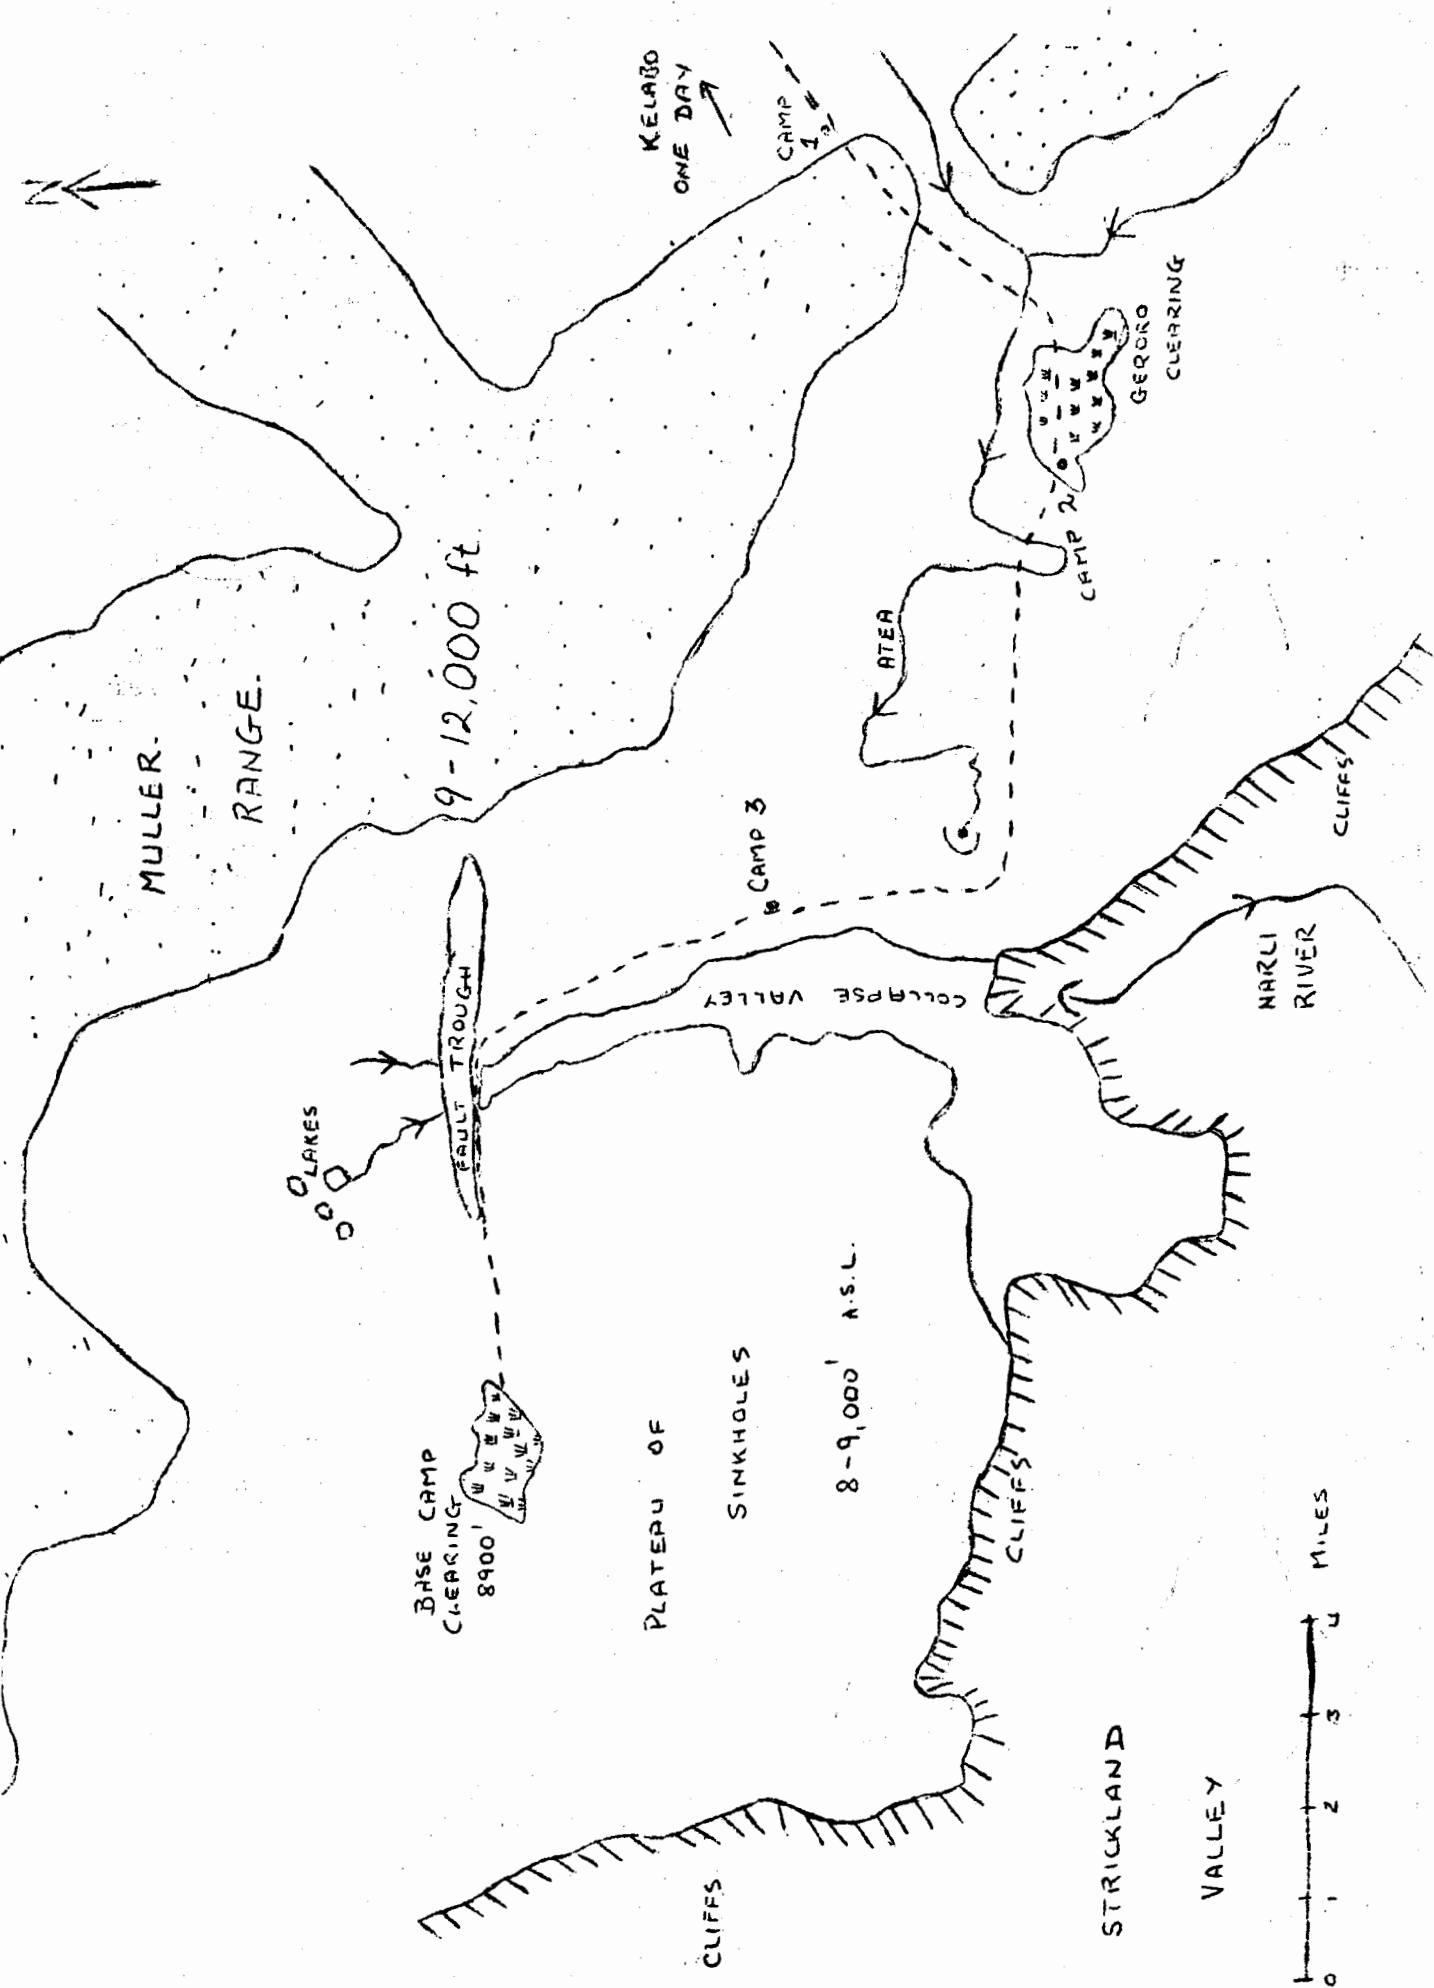 N
MULLER.
RANGE.
9-12,000 ft
KELABO
ONE DAY
CAMP
1
LAKES
FAULT TROUGH
BASE CAMP
CLEARING
8900'
CAMP 3
COLLAPSE VALLEY
ATEA
CAMP 2
GERORO
CLEARING
PLATEAU OF
SINKHOLES
8-9,000' A.S.L.
CLIFFS
CLIFFS
CLIFFS
NARLI
RIVER
STRICKLAND
VALLEY
0 1 2 3 4 MILES